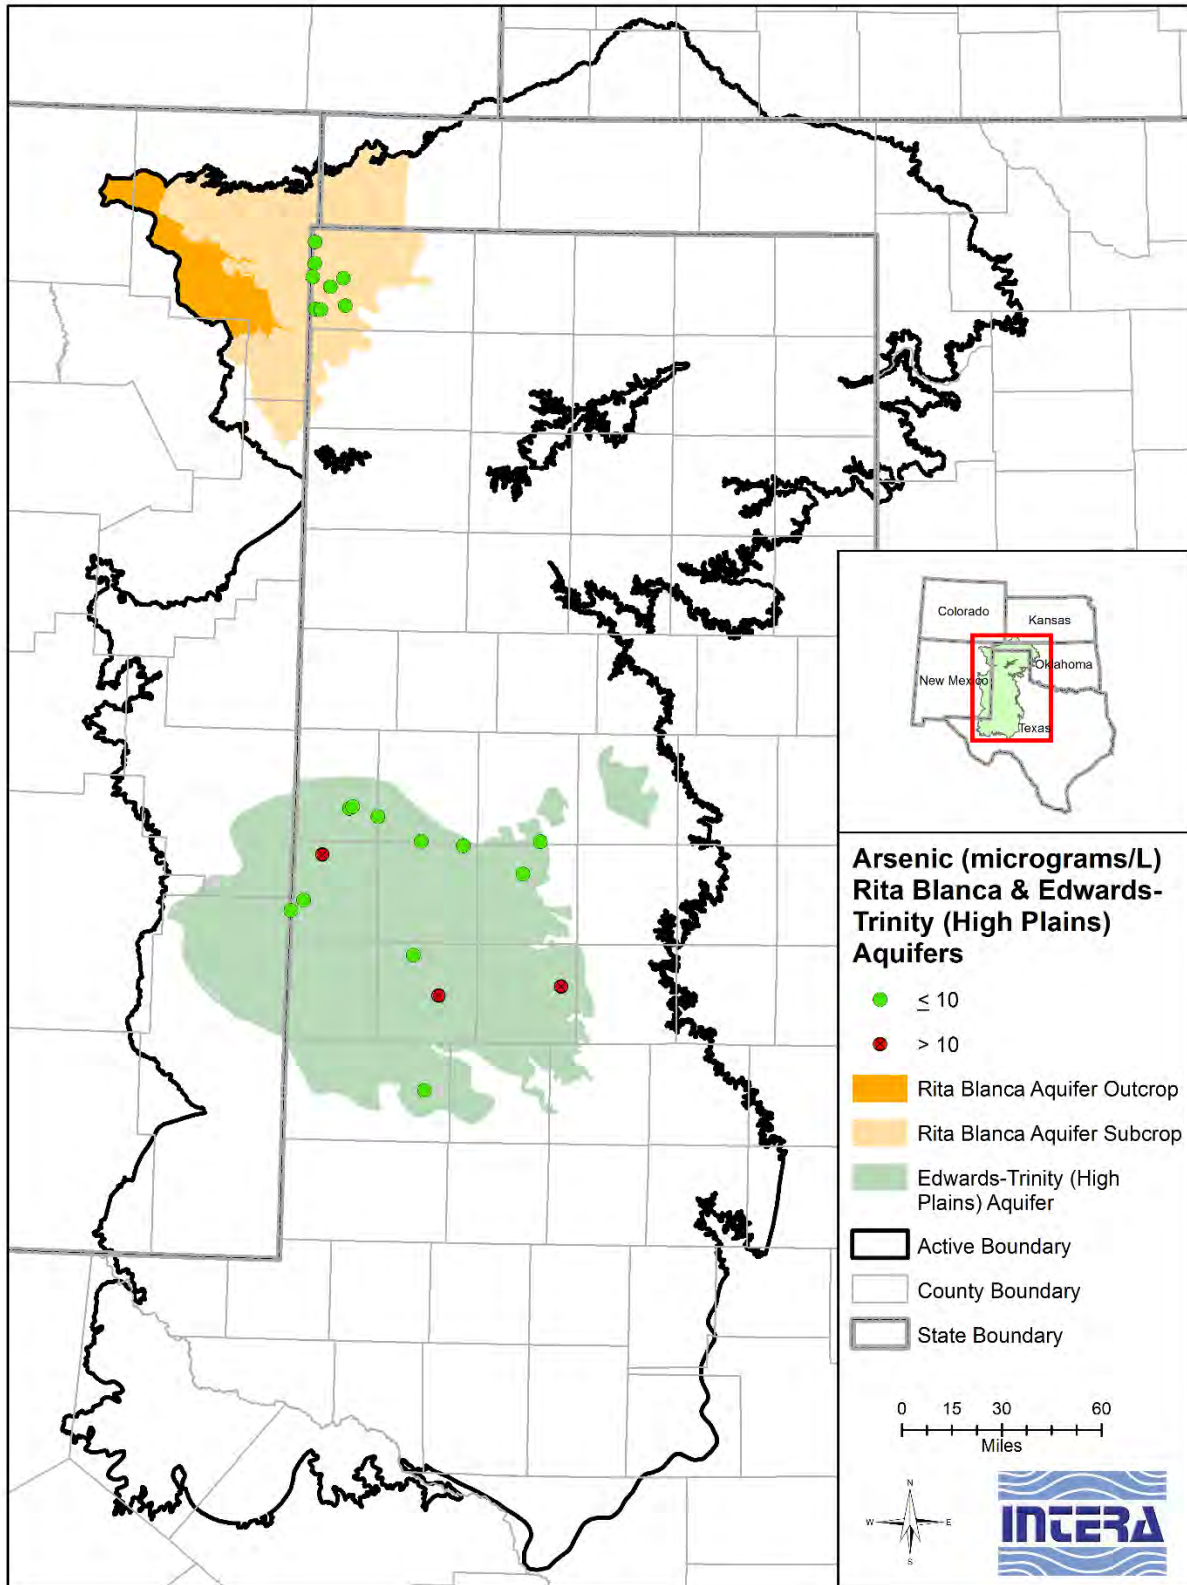 Colorado
Kansas
New Mexico
Oklahoma
Texas
Arsenic (micrograms/L)
Rita Blanca & Edwards-
Trinity (High Plains)
Aquifers
≤ 10
> 10
Rita Blanca Aquifer Outcrop
Rita Blanca Aquifer Subcrop
Edwards-Trinity (High
Plains) Aquifer
Active Boundary
County Boundary
State Boundary
0 15 30 60
Miles
N
W E
S
INTERA